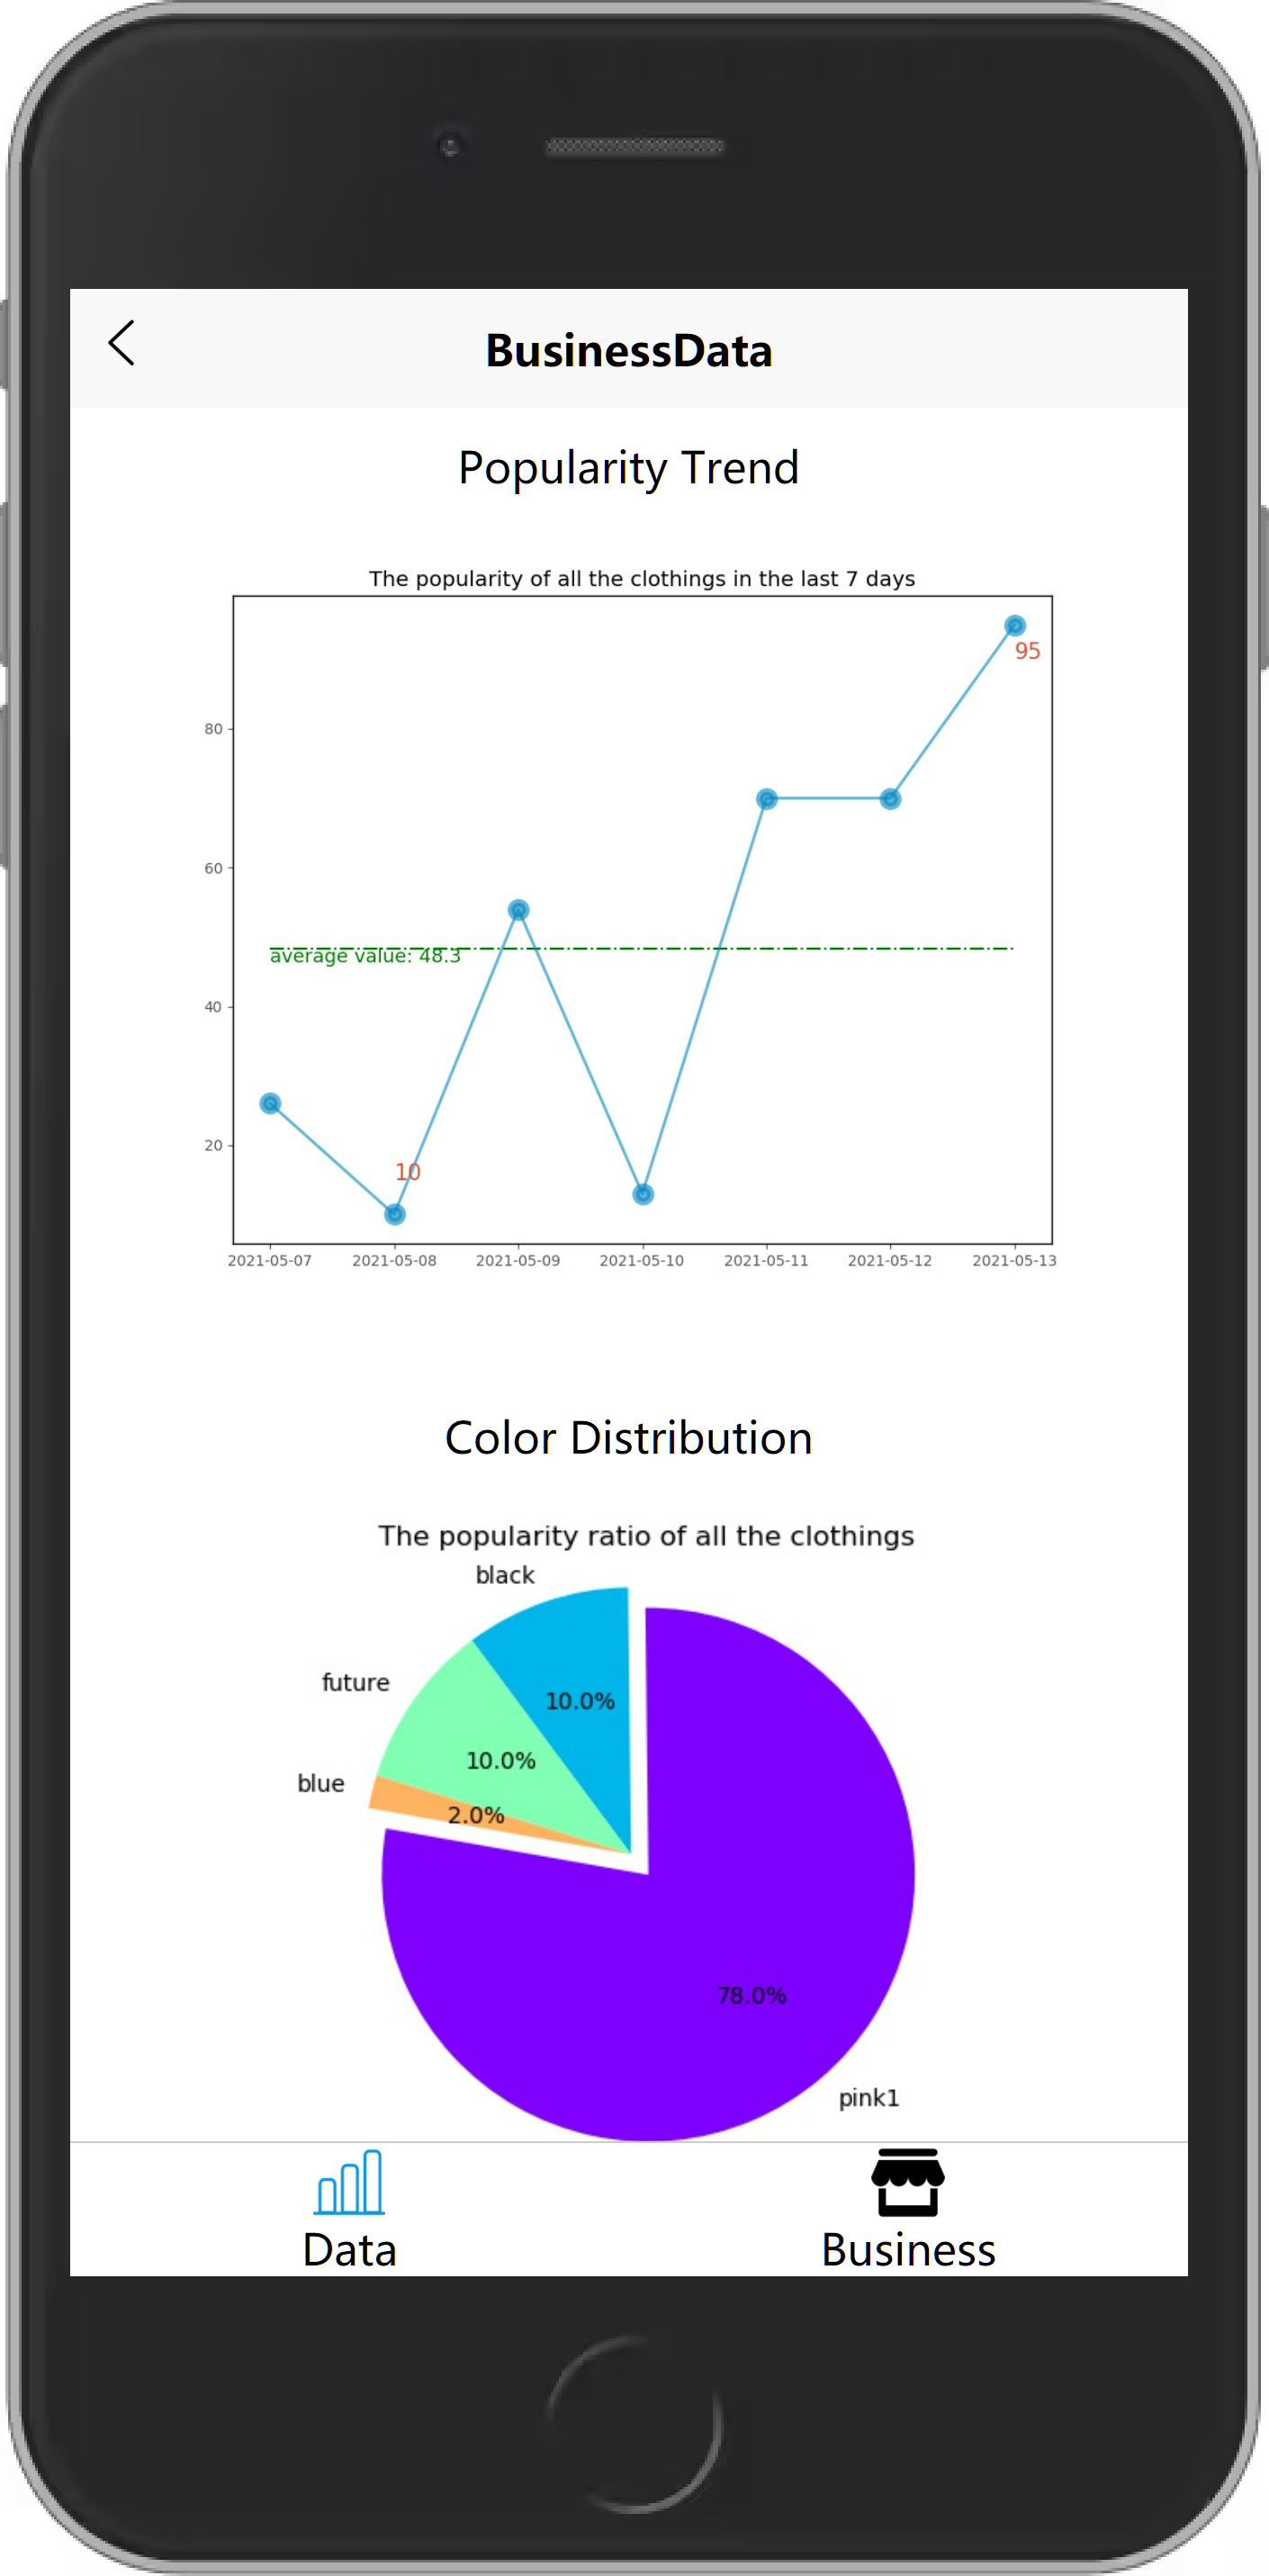 BusinessData
Popularity Trend
The popularity of all the clothings in the last 7 days
95
80
60
average value: 48.3
40
20
10
2021-05-07 2021-05-08 2021-05-09 2021-05-10 2021-05-11 2021-05-12 2021-05-13
Color Distribution
The popularity ratio of all the clothings
black
future
10.0%
10.0%
blue
2.0%
78.0%
pink1
Data Business